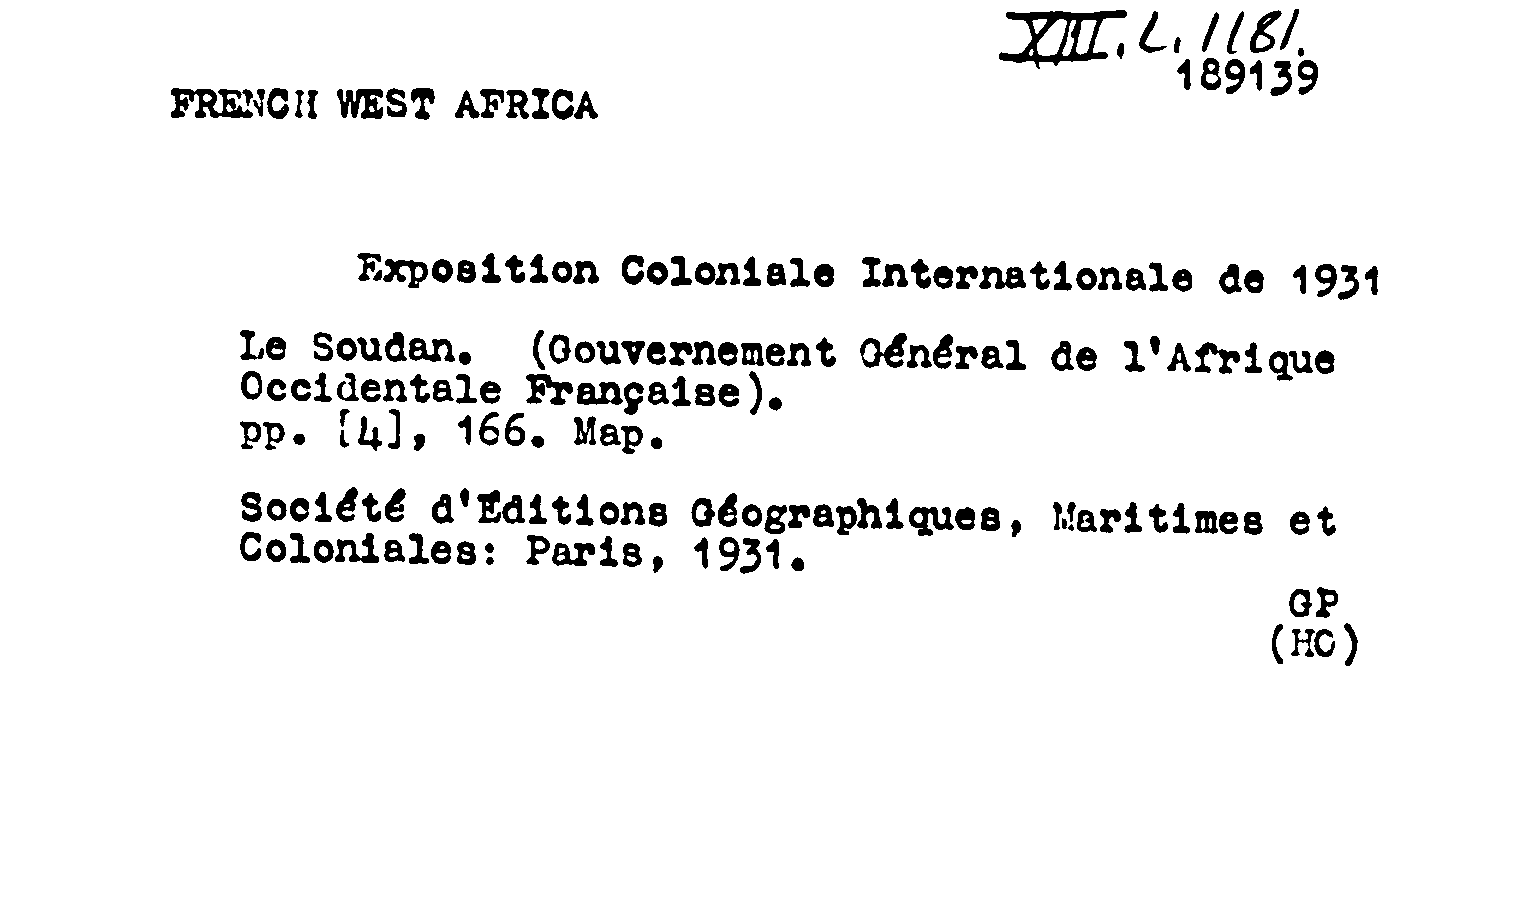 XIII. L. 1181.
189139
FRENCH WEST AFRICA
Exposition Coloniale Internationale de 1931
Le Soudan. (Gouvernement Général de l'Afrique
Occidentale Française).
pp. [4], 166. Map.
Société d'Éditions Géographiques, Maritimes et
Coloniales: Paris, 1931.
GP
(HC)